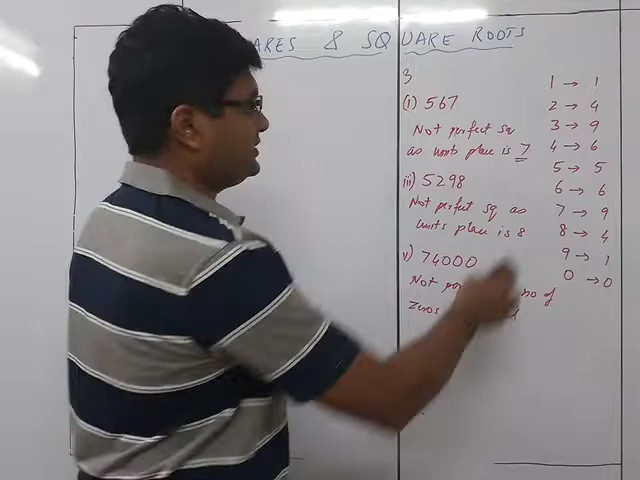 ARES & SQUARE ROOTS
3
(i) 567
Not perfect sq
as units place is 7
iii) 5298
Not perfect sq as
units place is 8
v) 74000
Not no of
Zeros
1 → 1
2 → 4
3 → 9
4 → 6
5 → 5
6 → 6
7 → 9
8 → 4
9 → 1
0 → 0